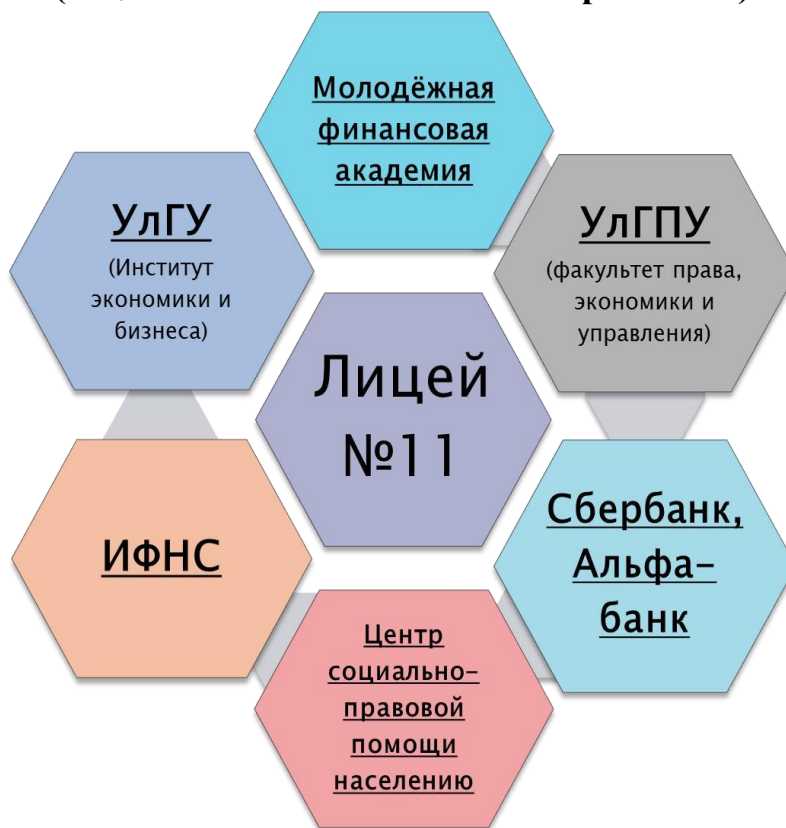 Молодёжная
финансовая
академия
УлГУ
(Институт
экономики и
бизнеса)
УлГПУ
(факультет права,
экономики и
управления)
Лицей
№11
ИФНС
Сбербанк,
Альфа-
банк
Центр
социально-
правовой
помощи
населению